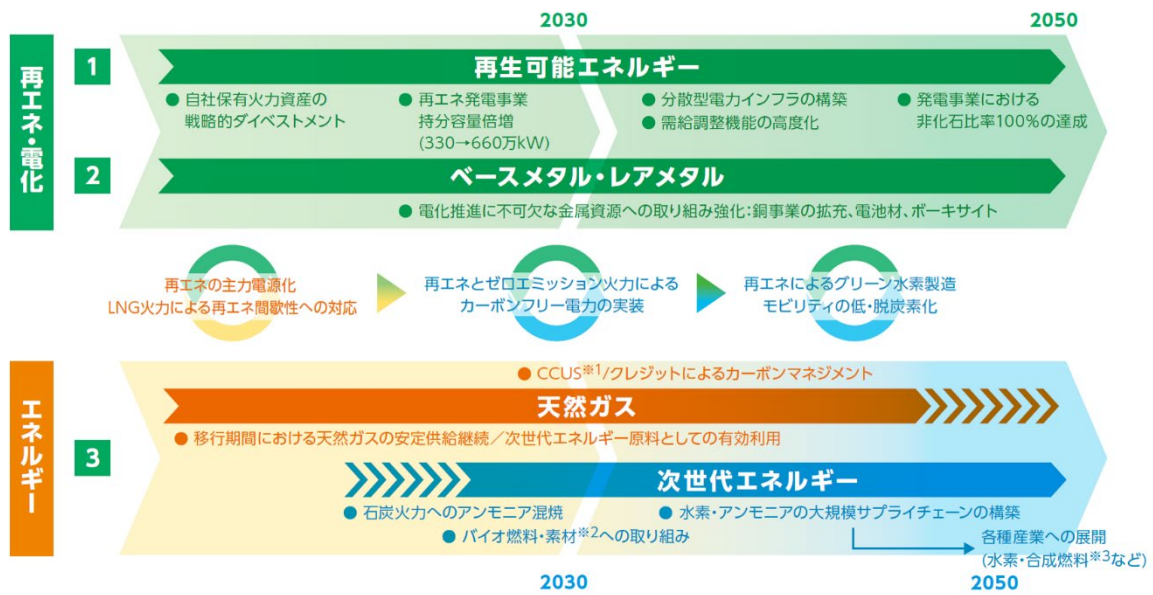 2030
2050
再エネ・電化
1
再生可能エネルギー
● 自社保有火力資産の
戦略的ダイベストメント
● 再エネ発電事業
持分容量倍増
(330→660万kW)
● 分散型電力インフラの構築
● 需給調整機能の高度化
● 発電事業における
非化石比率100%の達成
2
ベースメタル・レアメタル
● 電化推進に不可欠な金属資源への取り組み強化:銅事業の拡充、電池材、ボーキサイト
再エネの主力電源化
LNG火力による再エネ間歇性への対応
再エネとゼロエミッション火力による
カーボンフリー電力の実装
再エネによるグリーン水素製造
モビリティの低・脱炭素化
エネルギー
3
● CCUS※1/クレジットによるカーボンマネジメント
天然ガス
● 移行期間における天然ガスの安定供給継続／次世代エネルギー原料としての有効利用
次世代エネルギー
● 石炭火力へのアンモニア混焼
● 水素・アンモニアの大規模サプライチェーンの構築
● バイオ燃料・素材※2への取り組み
各種産業への展開
(水素・合成燃料※3など)
2030
2050